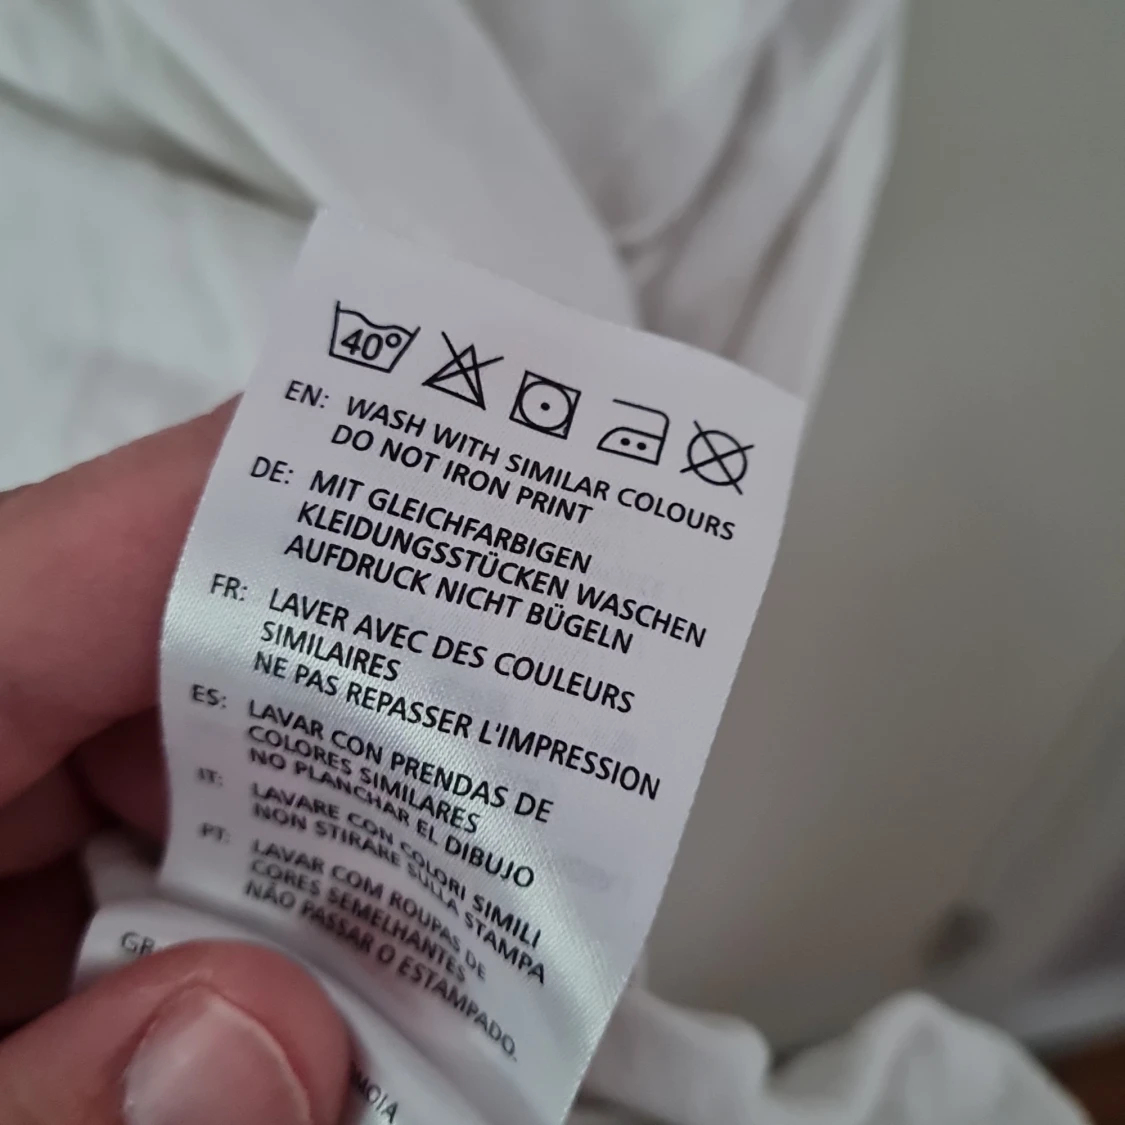 40°
EN: WASH WITH SIMILAR COLOURS
DO NOT IRON PRINT
DE: MIT GLEICHFARBIGEN
KLEIDUNGSSTÜCKEN WASCHEN
AUFDRUCK NICHT BÜGELN
FR: LAVER AVEC DES COULEURS
SIMILAIRES
NE PAS REPASSER L'IMPRESSION
ES: LAVAR CON PRENDAS DE
COLORES SIMILARES
NO PLANCHAR EL DIBUJO
IT: LAVARE CON COLORI SIMILI
NON STIRARE SULLA STAMPA
PT: LAVAR COM ROUPAS DE
CORES SEMELHANTES
NÃO PASSAR O ESTAMPADO.